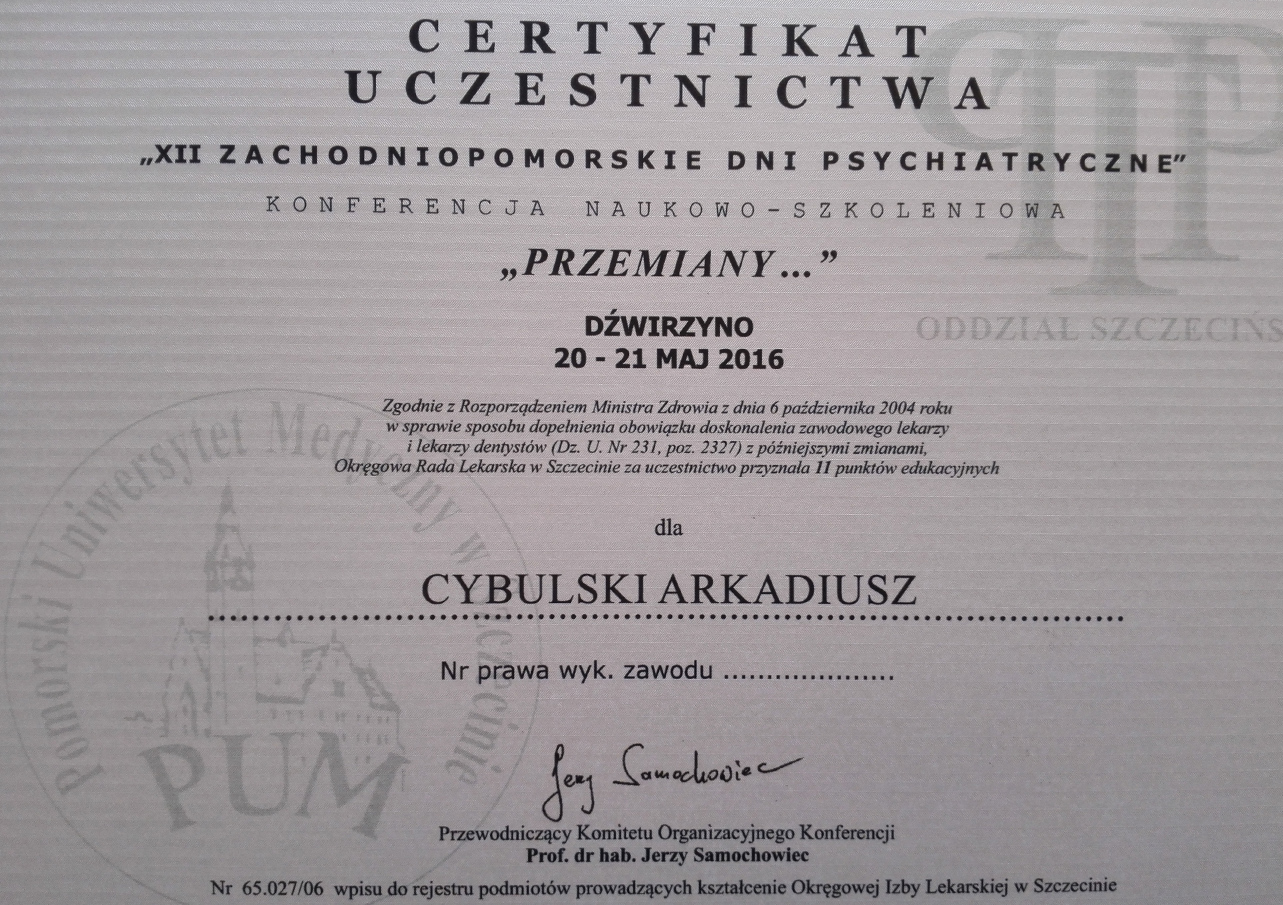 CERTYFIKAT
UCZESTNICTWA
„XII ZACHODNIOPOMORSKIE DNI PSYCHIATRYCZNE”
KONFERENCJA NAUKOWO-SZKOLENIOWA
„PRZEMIANY...”
DŹWIRZYNO
20 - 21 MAJ 2016
PTP
ODDZIAŁ SZCZECIŃS
Zgodnie z Rozporządzeniem Ministra Zdrowia z dnia 6 października 2004 roku
w sprawie sposobu dopełnienia obowiązku doskonalenia zawodowego lekarzy
i lekarzy dentystów (Dz. U. Nr 231, poz. 2327) z późniejszymi zmianami,
Okręgowa Rada Lekarska w Szczecinie za uczestnictwo przyznała 11 punktów edukacyjnych
dla
CYBULSKI ARKADIUSZ
Nr prawa wyk. zawodu ....................
Pomorski Uniwersytet Medyczny w Szczecinie
PUM
Jerzy Samochowiec
Przewodniczący Komitetu Organizacyjnego Konferencji
Prof. dr hab. Jerzy Samochowiec
Nr 65.027/06 wpisu do rejestru podmiotów prowadzących kształcenie Okręgowej Izby Lekarskiej w Szczecinie